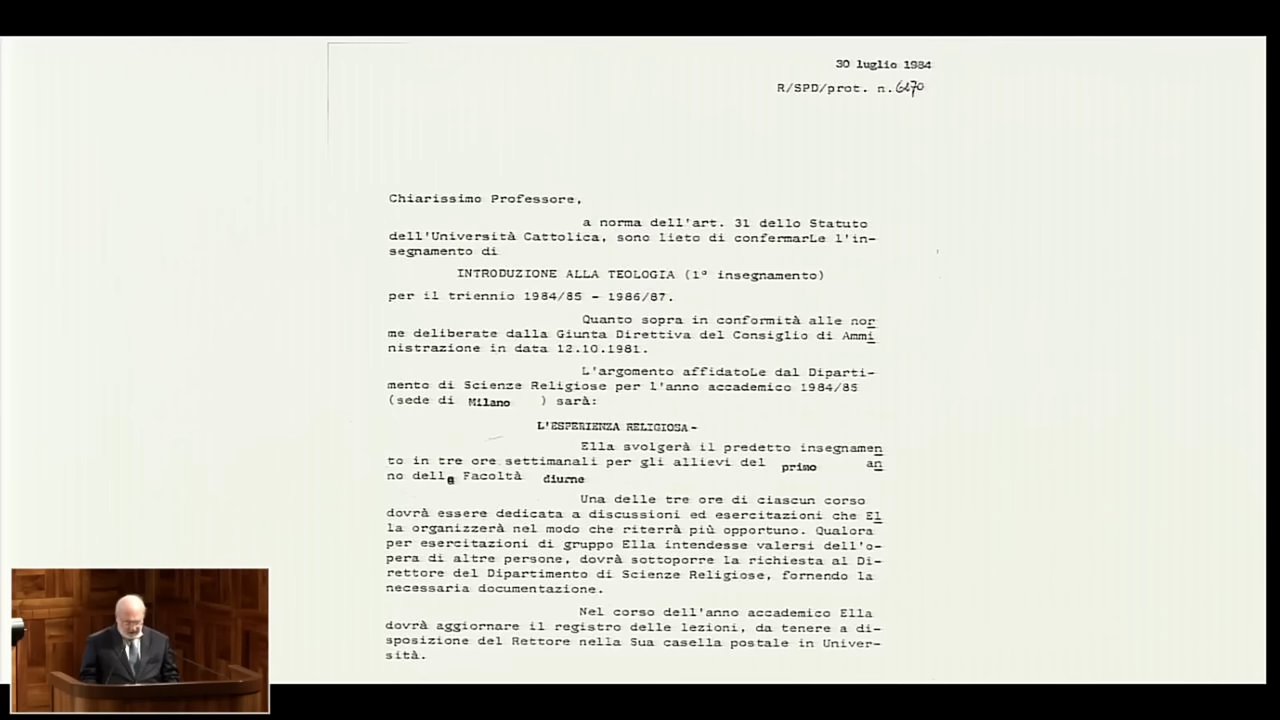 30 luglio 1984
R/SPD/prot. n.
Chiarissimo Professore,
a norma dell'art. 31 dello Statuto
dell'Università Cattolica, sono lieto di confermarLe l'in-
segnamento di
INTRODUZIONE ALLA TEOLOGIA (1ª insegnamento)
per il triennio 1984/85 - 1986/87.
Quanto sopra in conformità alle nor
me deliberate dalla Giunta Direttiva del Consiglio di Ammi
nistrazione in data 12.10.1981.
L'argomento affidatoLe dal Diparti-
mento di Scienze Religiose per l'anno accademico 1984/85
(sede di Milano ) sarà:
L'ESPERIENZA RELIGIOSA-
Ella svolgerà il predetto insegnamen
to in tre ore settimanali per gli allievi del primo an
no delle Facoltà diurne
Una delle tre ore di ciascun corso
dovrà essere dedicata a discussioni ed esercitazioni che El
la organizzerà nel modo che riterrà più opportuno. Qualora
per esercitazioni di gruppo Ella intendesse valersi dell'o-
pera di altre persone, dovrà sottoporre la richiesta al Di-
rettore del Dipartimento di Scienze Religiose, fornendo la
necessaria documentazione.
Nel corso dell'anno accademico Ella
dovrà aggiornare il registro delle lezioni, da tenere a di-
sposizione del Rettore nella Sua casella postale in Univer-
sità.